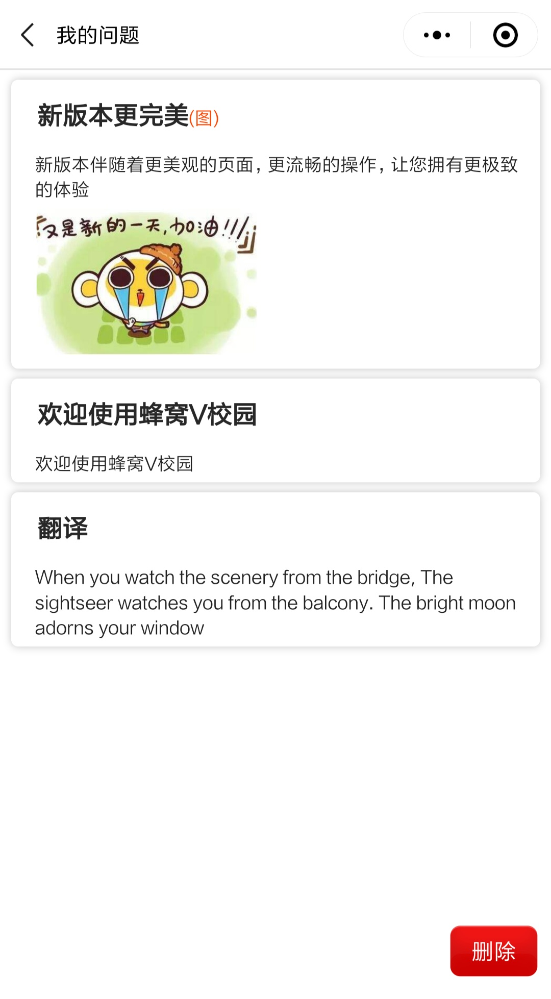 我的问题
新版本更完美(图)
新版本伴随着更美观的页面, 更流畅的操作, 让您拥有更极致
的体验
又是新的一天,加油!!!
欢迎使用蜂窝V校园
欢迎使用蜂窝V校园
翻译
When you watch the scenery from the bridge, The
sightseer watches you from the balcony. The bright moon
adorns your window
删除